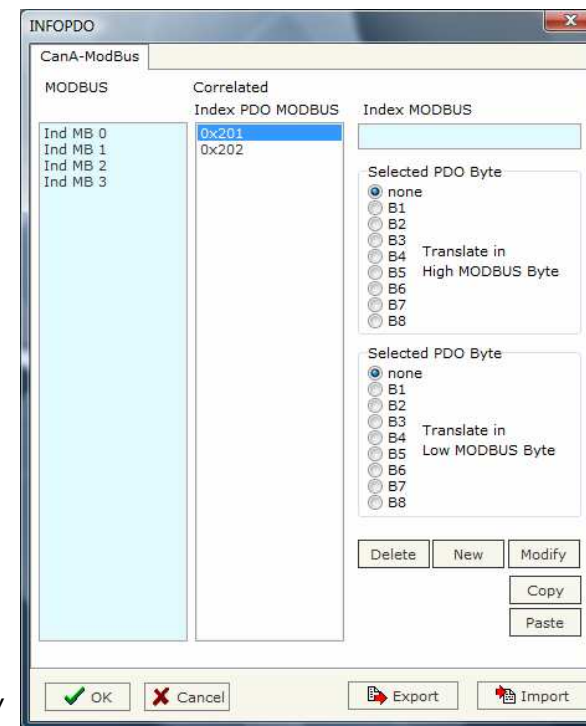 INFOPDO
CanA-ModBus
MODBUS
Correlated
Index PDO MODBUS
Index MODBUS
Ind MB 0
Ind MB 1
Ind MB 2
Ind MB 3
0x201
0x202
Selected PDO Byte
none
B1
B2
B3
B4
B5
B6
B7
B8
Translate in
High MODBUS Byte
Selected PDO Byte
none
B1
B2
B3
B4
B5
B6
B7
B8
Translate in
Low MODBUS Byte
Delete
New
Modify
Copy
Paste
OK
Cancel
Export
Import